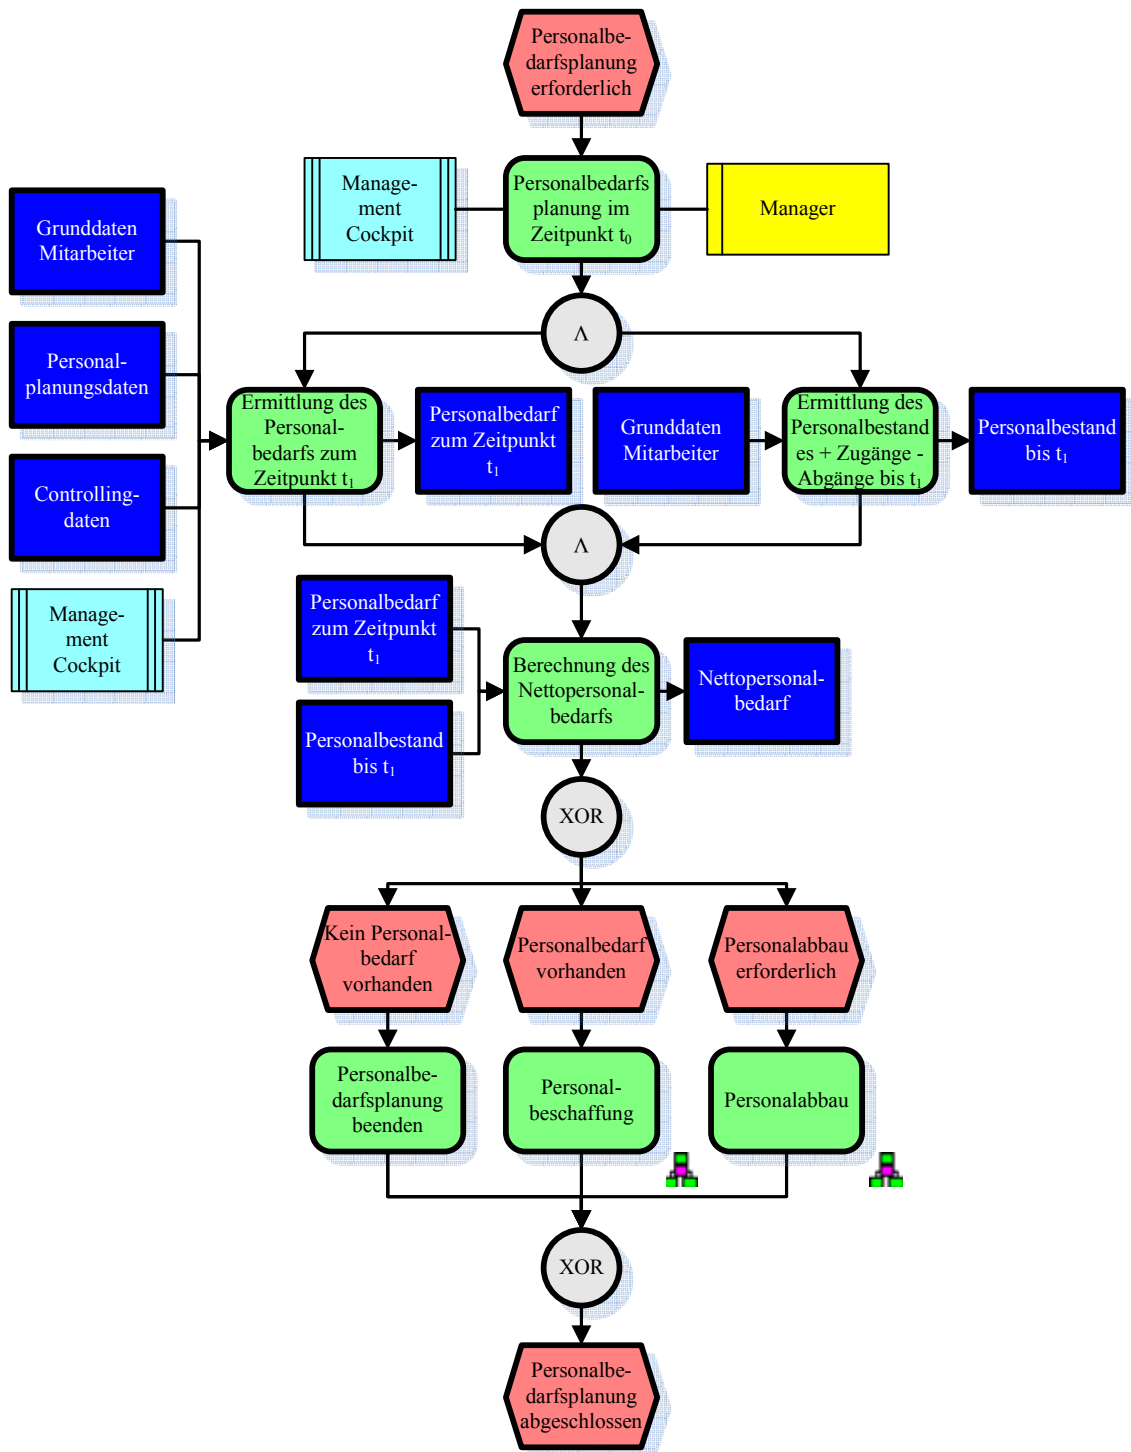 Personalbe-
darfsplanung
erforderlich
Manage-
ment
Cockpit
Personalbedarfs
planung im
Zeitpunkt t0
Manager
Grunddaten
Mitarbeiter
Λ
Personal-
planungsdaten
Ermittlung des
Personal-
bedarfs zum
Zeitpunkt t1
Personalbedarf
zum Zeitpunkt
t1
Grunddaten
Mitarbeiter
Ermittlung des
Personalbestand
es + Zugänge -
Abgänge bis t1
Personalbestand
bis t1
Controlling-
daten
Λ
Manage-
ment
Cockpit
Personalbedarf
zum Zeitpunkt
t1
Personalbestand
bis t1
Berechnung des
Nettopersonal-
bedarfs
Nettopersonal-
bedarf
XOR
Kein Personal-
bedarf
vorhanden
Personalbedarf
vorhanden
Personalabbau
erforderlich
Personalbe-
darfsplanung
beenden
Personal-
beschaffung
Personalabbau
XOR
Personalbe-
darfsplanung
abgeschlossen